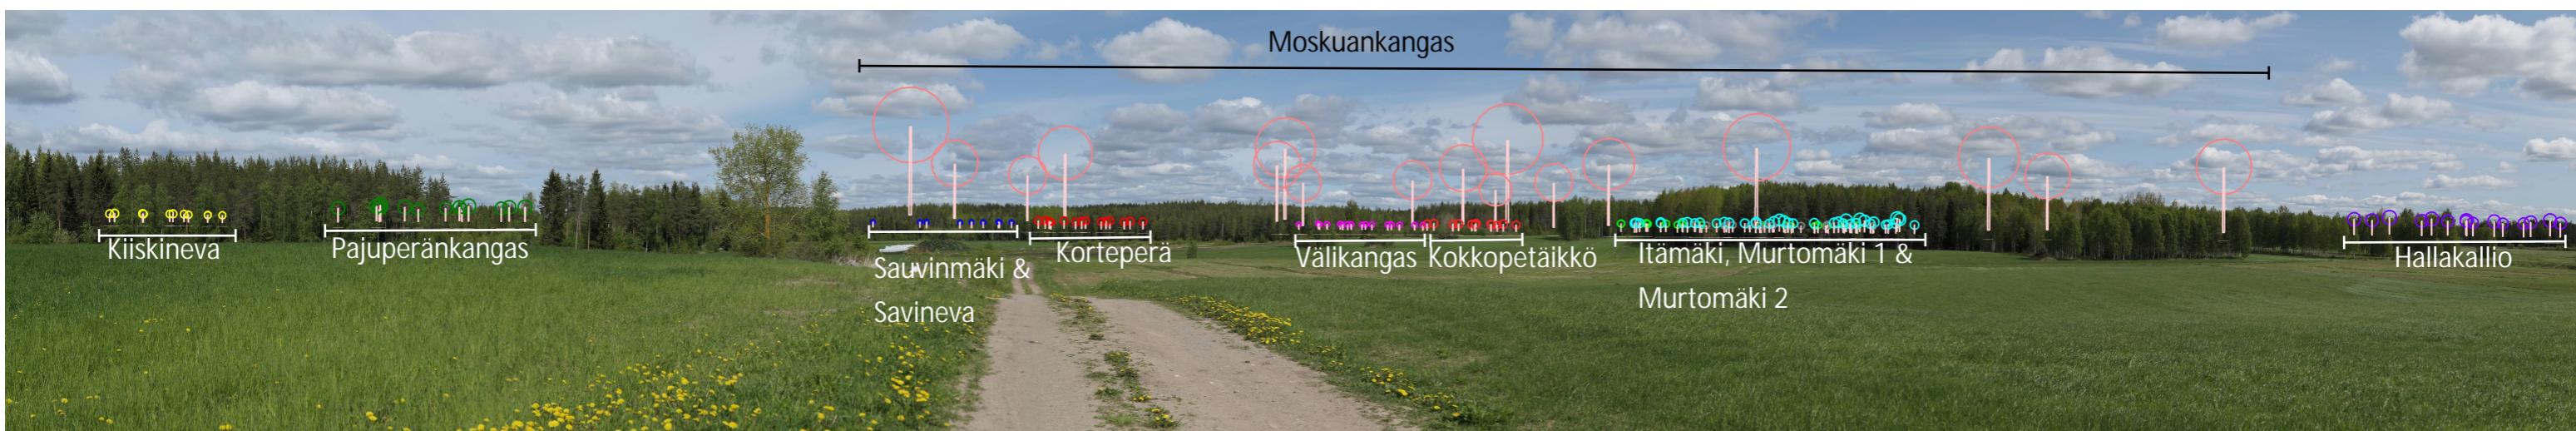 Moskuankangas
Kiiskineva
Pajuperänkangas
Sauvinmäki &
Savineva
Korteperä
Välikangas
Kokkopetäikkö
Itämäki, Murtomäki 1 &
Murtomäki 2
Hallakallio